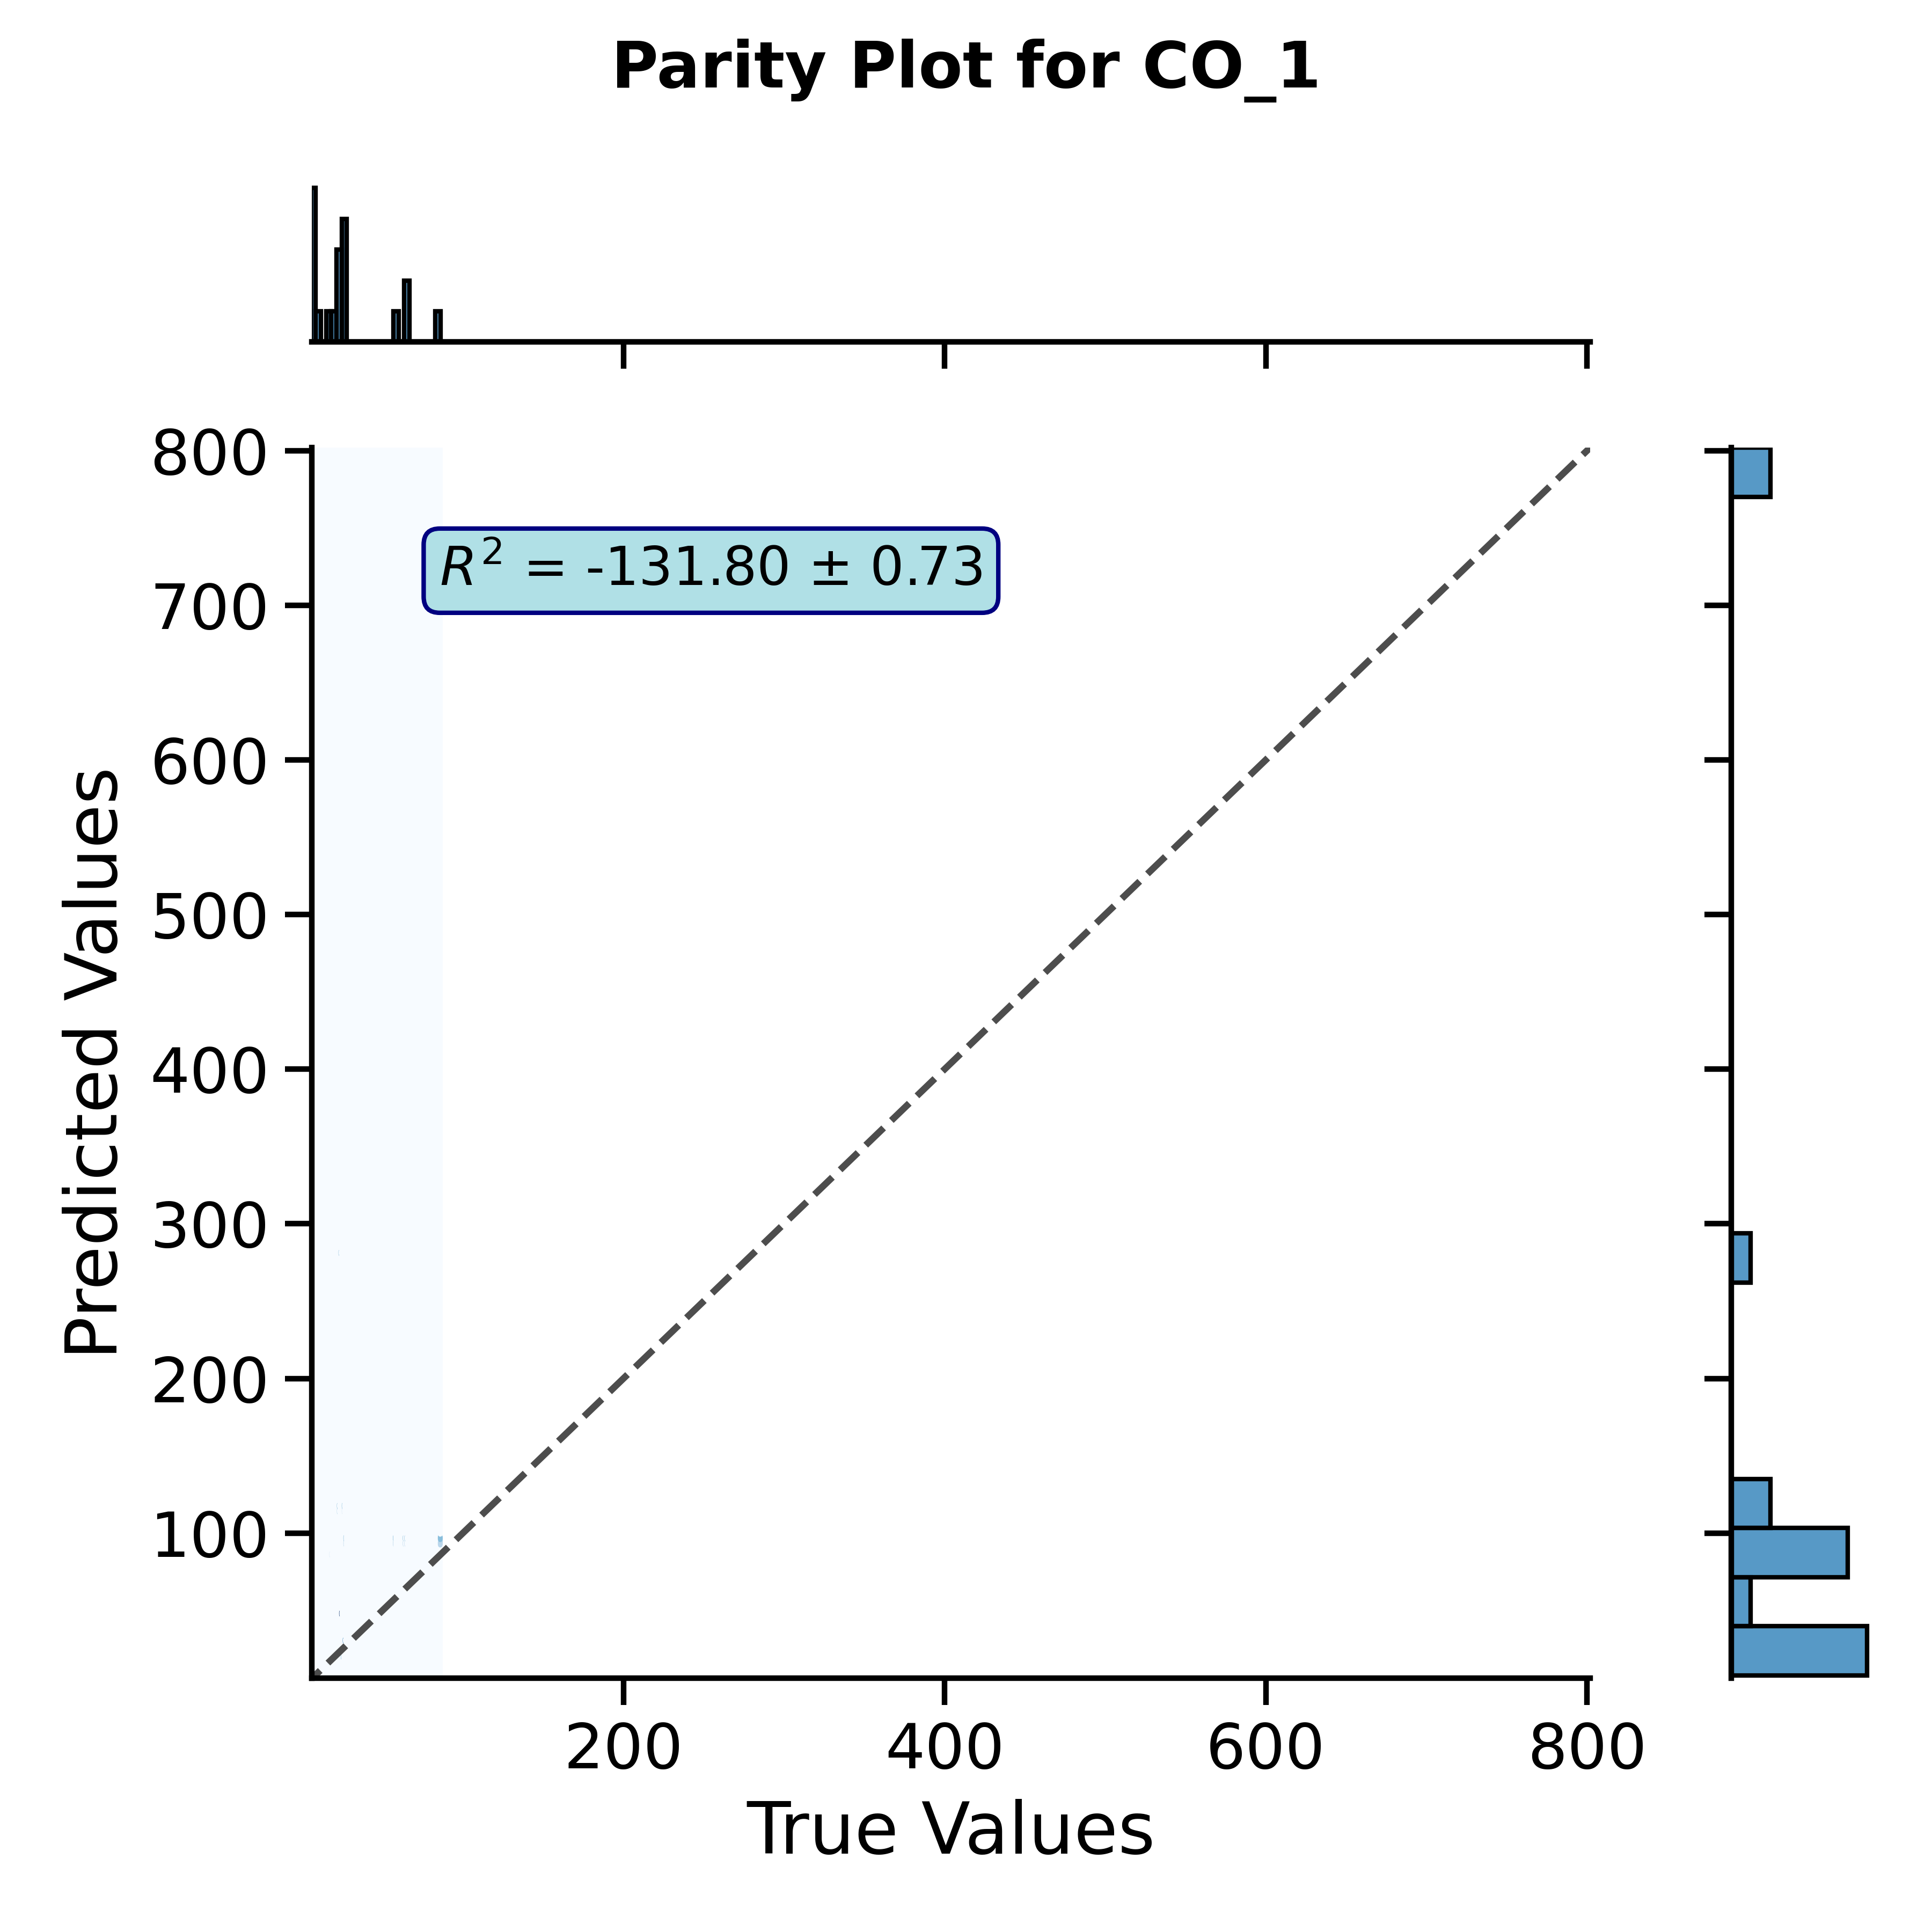 Parity Plot for CO_1
800
R² = -131.80 ± 0.73
700
600
500
400
300
200
100
Predicted Values
200 400 600 800
True Values